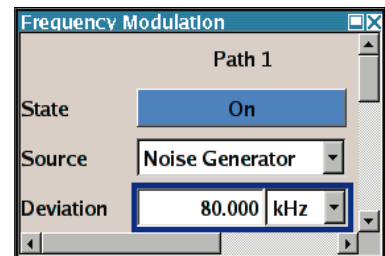 Frequency Modulation
Path 1
State On
Source Noise Generator
Deviation 80.000 kHz